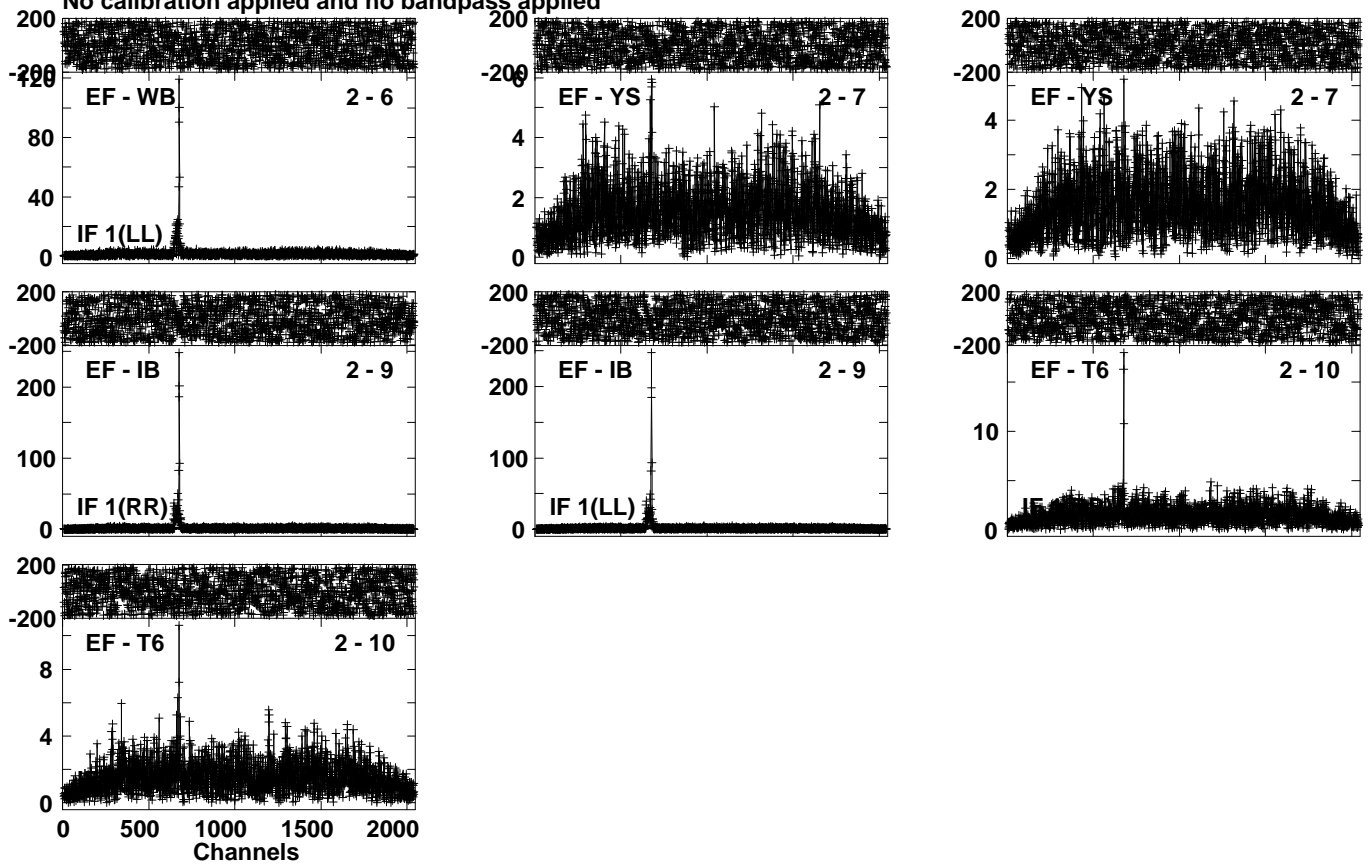 No calibration applied and no bandpass applied
200
-200
120
EF - WB 2 - 6
80
40
IF 1(LL)
0
200
-200
6
EF - YS 2 - 7
4
2
0
200
-200
EF - YS 2 - 7
4
2
0
200
-200
EF - IB 2 - 9
200
100
IF 1(RR)
0
200
-200
EF - IB 2 - 9
200
100
IF 1(LL)
0
200
-200
EF - T6 2 - 10
10
IF
0
200
-200
EF - T6 2 - 10
8
4
0
0 500 1000 1500 2000
Channels